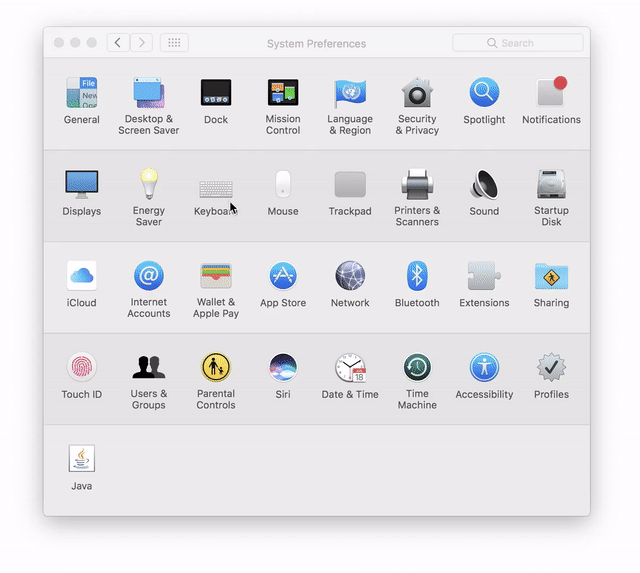 System Preferences
Search
General
Desktop &
Screen Saver
Dock
Mission
Control
Language
& Region
Security
& Privacy
Spotlight
Notifications
Displays
Energy
Saver
Keyboard
Mouse
Trackpad
Printers &
Scanners
Sound
Startup
Disk
iCloud
Internet
Accounts
Wallet &
Apple Pay
App Store
Network
Bluetooth
Extensions
Sharing
Touch ID
Users &
Groups
Parental
Controls
Siri
Date & Time
Time
Machine
Accessibility
Profiles
Java